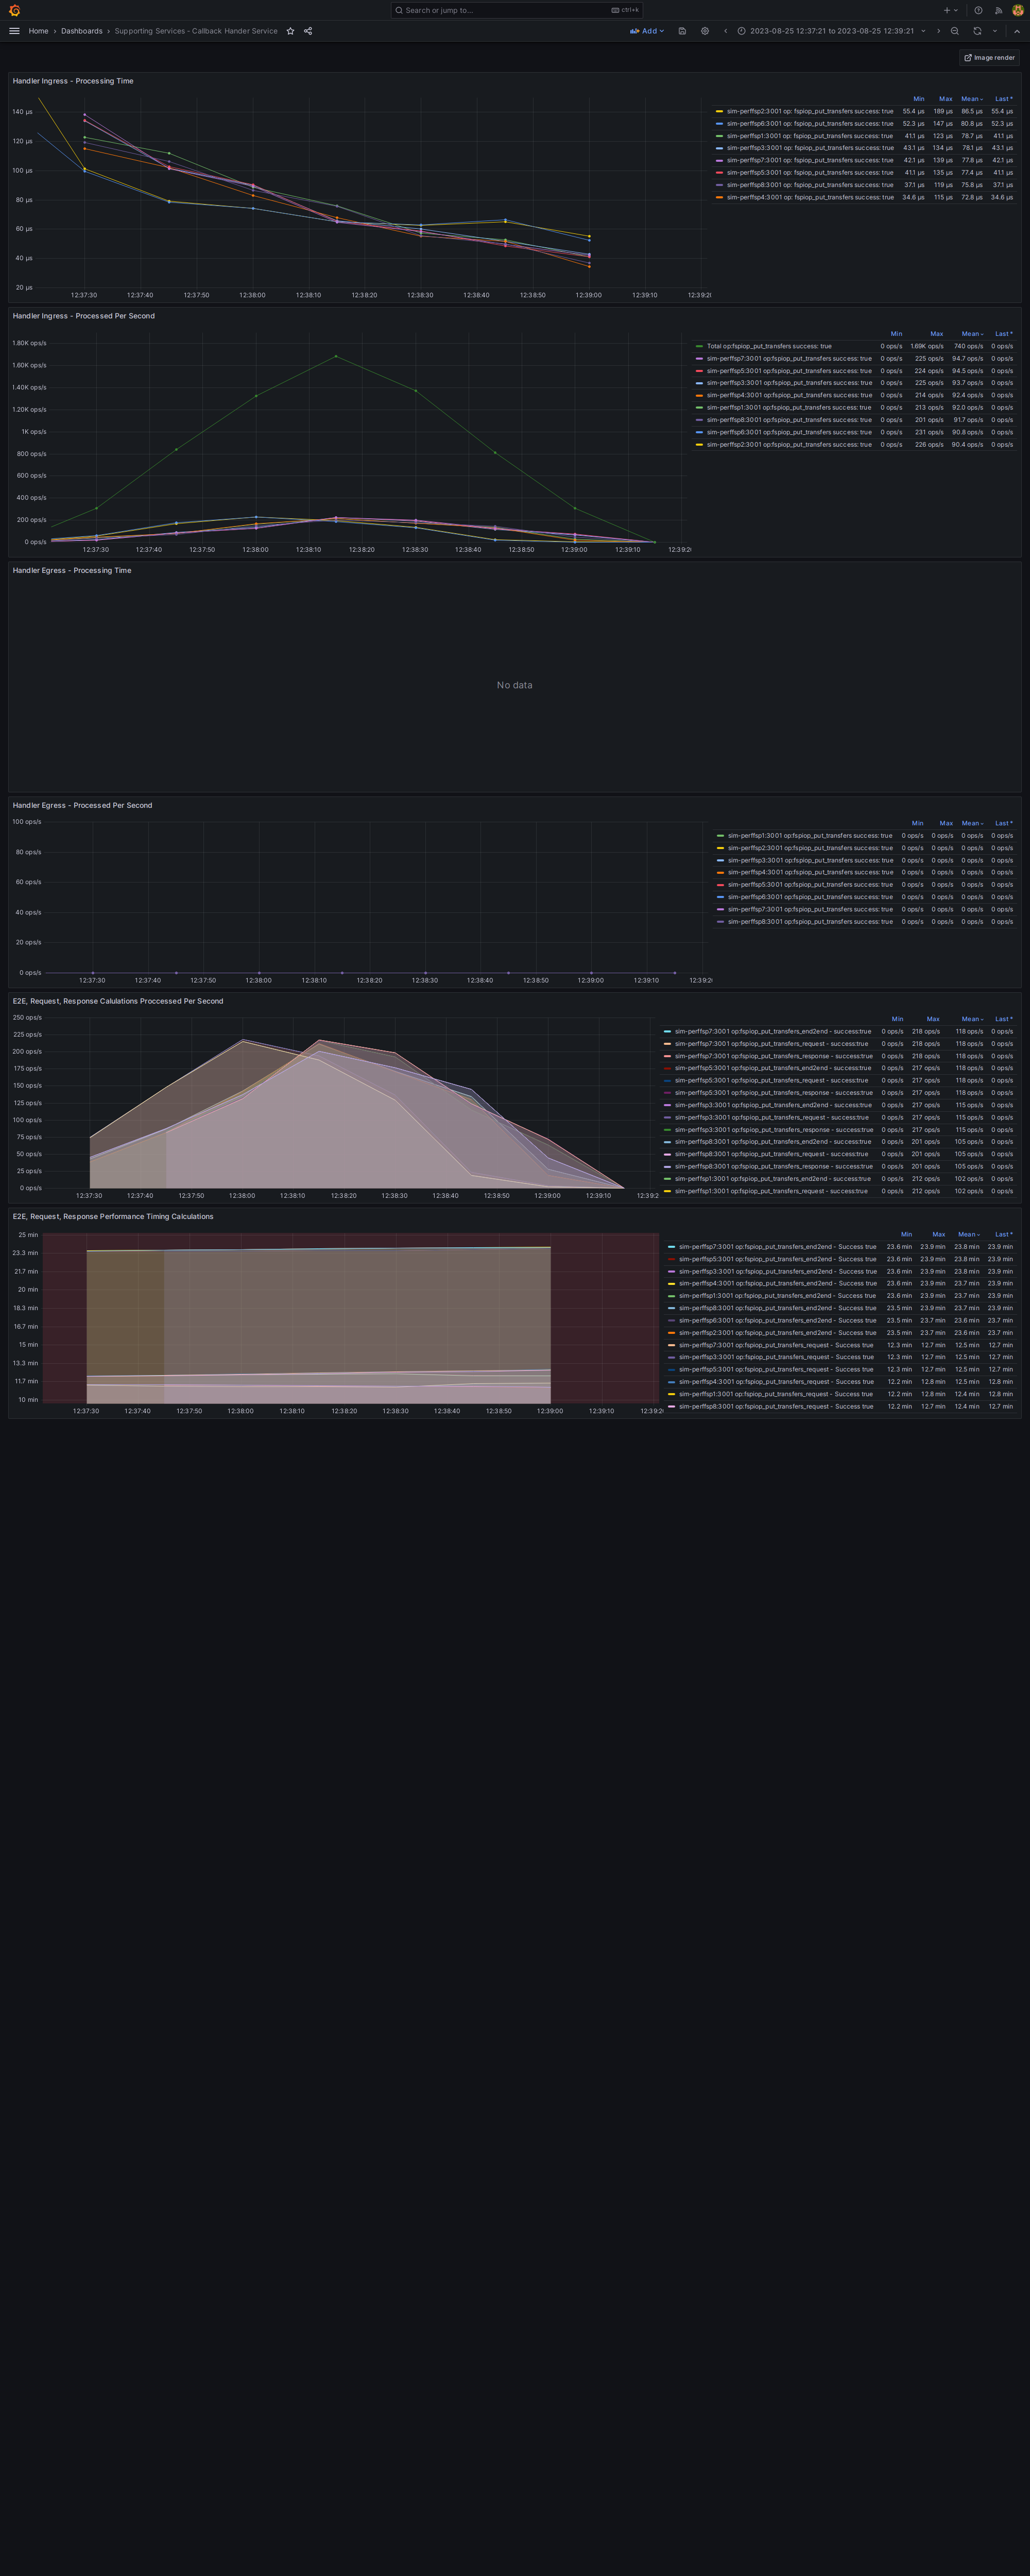 Search or jump to...
ctrl+k
Home › Dashboards › Supporting Services - Callback Hander Service
Add
2023-08-25 12:37:21 to 2023-08-25 12:39:21
Image render
Handler Ingress - Processing Time
140 µs
120 µs
100 µs
80 µs
60 µs
40 µs
20 µs
12:37:30 12:37:40 12:37:50 12:38:00 12:38:10 12:38:20 12:38:30 12:38:40 12:38:50 12:39:00 12:39:10 12:39:20
Min Max Mean Last *
sim-perffsp2:3001 op: fspiop_put_transfers success: true 55.4 µs 189 µs 86.5 µs 55.4 µs
sim-perffsp6:3001 op: fspiop_put_transfers success: true 52.3 µs 147 µs 80.8 µs 52.3 µs
sim-perffsp1:3001 op: fspiop_put_transfers success: true 41.1 µs 123 µs 78.7 µs 41.1 µs
sim-perffsp3:3001 op: fspiop_put_transfers success: true 43.1 µs 134 µs 78.1 µs 43.1 µs
sim-perffsp7:3001 op: fspiop_put_transfers success: true 42.1 µs 139 µs 77.8 µs 42.1 µs
sim-perffsp5:3001 op: fspiop_put_transfers success: true 41.1 µs 135 µs 77.4 µs 41.1 µs
sim-perffsp8:3001 op: fspiop_put_transfers success: true 37.1 µs 119 µs 75.8 µs 37.1 µs
sim-perffsp4:3001 op: fspiop_put_transfers success: true 34.6 µs 115 µs 72.8 µs 34.6 µs
Handler Ingress - Processed Per Second
1.80K ops/s
1.60K ops/s
1.40K ops/s
1.20K ops/s
1K ops/s
800 ops/s
600 ops/s
400 ops/s
200 ops/s
0 ops/s
12:37:30 12:37:40 12:37:50 12:38:00 12:38:10 12:38:20 12:38:30 12:38:40 12:38:50 12:39:00 12:39:10 12:39:20
Min Max Mean Last *
Total op:fspiop_put_transfers success: true 0 ops/s 1.69K ops/s 740 ops/s 0 ops/s
sim-perffsp7:3001 op:fspiop_put_transfers success: true 0 ops/s 225 ops/s 94.7 ops/s 0 ops/s
sim-perffsp5:3001 op:fspiop_put_transfers success: true 0 ops/s 224 ops/s 94.5 ops/s 0 ops/s
sim-perffsp3:3001 op:fspiop_put_transfers success: true 0 ops/s 225 ops/s 93.7 ops/s 0 ops/s
sim-perffsp4:3001 op:fspiop_put_transfers success: true 0 ops/s 214 ops/s 92.4 ops/s 0 ops/s
sim-perffsp1:3001 op:fspiop_put_transfers success: true 0 ops/s 213 ops/s 92.0 ops/s 0 ops/s
sim-perffsp8:3001 op:fspiop_put_transfers success: true 0 ops/s 201 ops/s 91.7 ops/s 0 ops/s
sim-perffsp6:3001 op:fspiop_put_transfers success: true 0 ops/s 231 ops/s 90.8 ops/s 0 ops/s
sim-perffsp2:3001 op:fspiop_put_transfers success: true 0 ops/s 226 ops/s 90.4 ops/s 0 ops/s
Handler Egress - Processing Time
No data
Handler Egress - Processed Per Second
100 ops/s
80 ops/s
60 ops/s
40 ops/s
20 ops/s
0 ops/s
12:37:30 12:37:40 12:37:50 12:38:00 12:38:10 12:38:20 12:38:30 12:38:40 12:38:50 12:39:00 12:39:10 12:39:20
Min Max Mean Last *
sim-perffsp1:3001 op:fspiop_put_transfers success: true 0 ops/s 0 ops/s 0 ops/s 0 ops/s
sim-perffsp2:3001 op:fspiop_put_transfers success: true 0 ops/s 0 ops/s 0 ops/s 0 ops/s
sim-perffsp3:3001 op:fspiop_put_transfers success: true 0 ops/s 0 ops/s 0 ops/s 0 ops/s
sim-perffsp4:3001 op:fspiop_put_transfers success: true 0 ops/s 0 ops/s 0 ops/s 0 ops/s
sim-perffsp5:3001 op:fspiop_put_transfers success: true 0 ops/s 0 ops/s 0 ops/s 0 ops/s
sim-perffsp6:3001 op:fspiop_put_transfers success: true 0 ops/s 0 ops/s 0 ops/s 0 ops/s
sim-perffsp7:3001 op:fspiop_put_transfers success: true 0 ops/s 0 ops/s 0 ops/s 0 ops/s
sim-perffsp8:3001 op:fspiop_put_transfers success: true 0 ops/s 0 ops/s 0 ops/s 0 ops/s
E2E, Request, Response Calulations Proccessed Per Second
250 ops/s
225 ops/s
200 ops/s
175 ops/s
150 ops/s
125 ops/s
100 ops/s
75 ops/s
50 ops/s
25 ops/s
0 ops/s
12:37:30 12:37:40 12:37:50 12:38:00 12:38:10 12:38:20 12:38:30 12:38:40 12:38:50 12:39:00 12:39:10 12:39:2
Min Max Mean Last *
sim-perffsp7:3001 op:fspiop_put_transfers_end2end - success:true 0 ops/s 218 ops/s 118 ops/s 0 ops/s
sim-perffsp7:3001 op:fspiop_put_transfers_request - success:true 0 ops/s 218 ops/s 118 ops/s 0 ops/s
sim-perffsp7:3001 op:fspiop_put_transfers_response - success:true 0 ops/s 218 ops/s 118 ops/s 0 ops/s
sim-perffsp5:3001 op:fspiop_put_transfers_end2end - success:true 0 ops/s 217 ops/s 118 ops/s 0 ops/s
sim-perffsp5:3001 op:fspiop_put_transfers_request - success:true 0 ops/s 217 ops/s 118 ops/s 0 ops/s
sim-perffsp5:3001 op:fspiop_put_transfers_response - success:true 0 ops/s 217 ops/s 118 ops/s 0 ops/s
sim-perffsp3:3001 op:fspiop_put_transfers_end2end - success:true 0 ops/s 217 ops/s 115 ops/s 0 ops/s
sim-perffsp3:3001 op:fspiop_put_transfers_request - success:true 0 ops/s 217 ops/s 115 ops/s 0 ops/s
sim-perffsp3:3001 op:fspiop_put_transfers_response - success:true 0 ops/s 217 ops/s 115 ops/s 0 ops/s
sim-perffsp8:3001 op:fspiop_put_transfers_end2end - success:true 0 ops/s 201 ops/s 105 ops/s 0 ops/s
sim-perffsp8:3001 op:fspiop_put_transfers_request - success:true 0 ops/s 201 ops/s 105 ops/s 0 ops/s
sim-perffsp8:3001 op:fspiop_put_transfers_response - success:true 0 ops/s 201 ops/s 105 ops/s 0 ops/s
sim-perffsp1:3001 op:fspiop_put_transfers_end2end - success:true 0 ops/s 212 ops/s 102 ops/s 0 ops/s
sim-perffsp1:3001 op:fspiop_put_transfers_request - success:true 0 ops/s 212 ops/s 102 ops/s 0 ops/s
E2E, Request, Response Performance Timing Calculations
25 min
23.3 min
21.7 min
20 min
18.3 min
16.7 min
15 min
13.3 min
11.7 min
10 min
12:37:30 12:37:40 12:37:50 12:38:00 12:38:10 12:38:20 12:38:30 12:38:40 12:38:50 12:39:00 12:39:10 12:39:20
Min Max Mean Last *
sim-perffsp7:3001 op:fspiop_put_transfers_end2end - Success true 23.6 min 23.9 min 23.8 min 23.9 min
sim-perffsp5:3001 op:fspiop_put_transfers_end2end - Success true 23.6 min 23.9 min 23.8 min 23.9 min
sim-perffsp3:3001 op:fspiop_put_transfers_end2end - Success true 23.6 min 23.9 min 23.8 min 23.9 min
sim-perffsp4:3001 op:fspiop_put_transfers_end2end - Success true 23.6 min 23.9 min 23.7 min 23.9 min
sim-perffsp1:3001 op:fspiop_put_transfers_end2end - Success true 23.6 min 23.9 min 23.7 min 23.9 min
sim-perffsp8:3001 op:fspiop_put_transfers_end2end - Success true 23.5 min 23.9 min 23.7 min 23.9 min
sim-perffsp6:3001 op:fspiop_put_transfers_end2end - Success true 23.5 min 23.7 min 23.6 min 23.7 min
sim-perffsp2:3001 op:fspiop_put_transfers_end2end - Success true 23.5 min 23.7 min 23.6 min 23.7 min
sim-perffsp7:3001 op:fspiop_put_transfers_request - Success true 12.3 min 12.7 min 12.5 min 12.7 min
sim-perffsp3:3001 op:fspiop_put_transfers_request - Success true 12.3 min 12.7 min 12.5 min 12.7 min
sim-perffsp5:3001 op:fspiop_put_transfers_request - Success true 12.3 min 12.7 min 12.5 min 12.7 min
sim-perffsp4:3001 op:fspiop_put_transfers_request - Success true 12.2 min 12.8 min 12.5 min 12.8 min
sim-perffsp1:3001 op:fspiop_put_transfers_request - Success true 12.2 min 12.8 min 12.4 min 12.8 min
sim-perffsp8:3001 op:fspiop_put_transfers_request - Success true 12.2 min 12.7 min 12.4 min 12.7 min